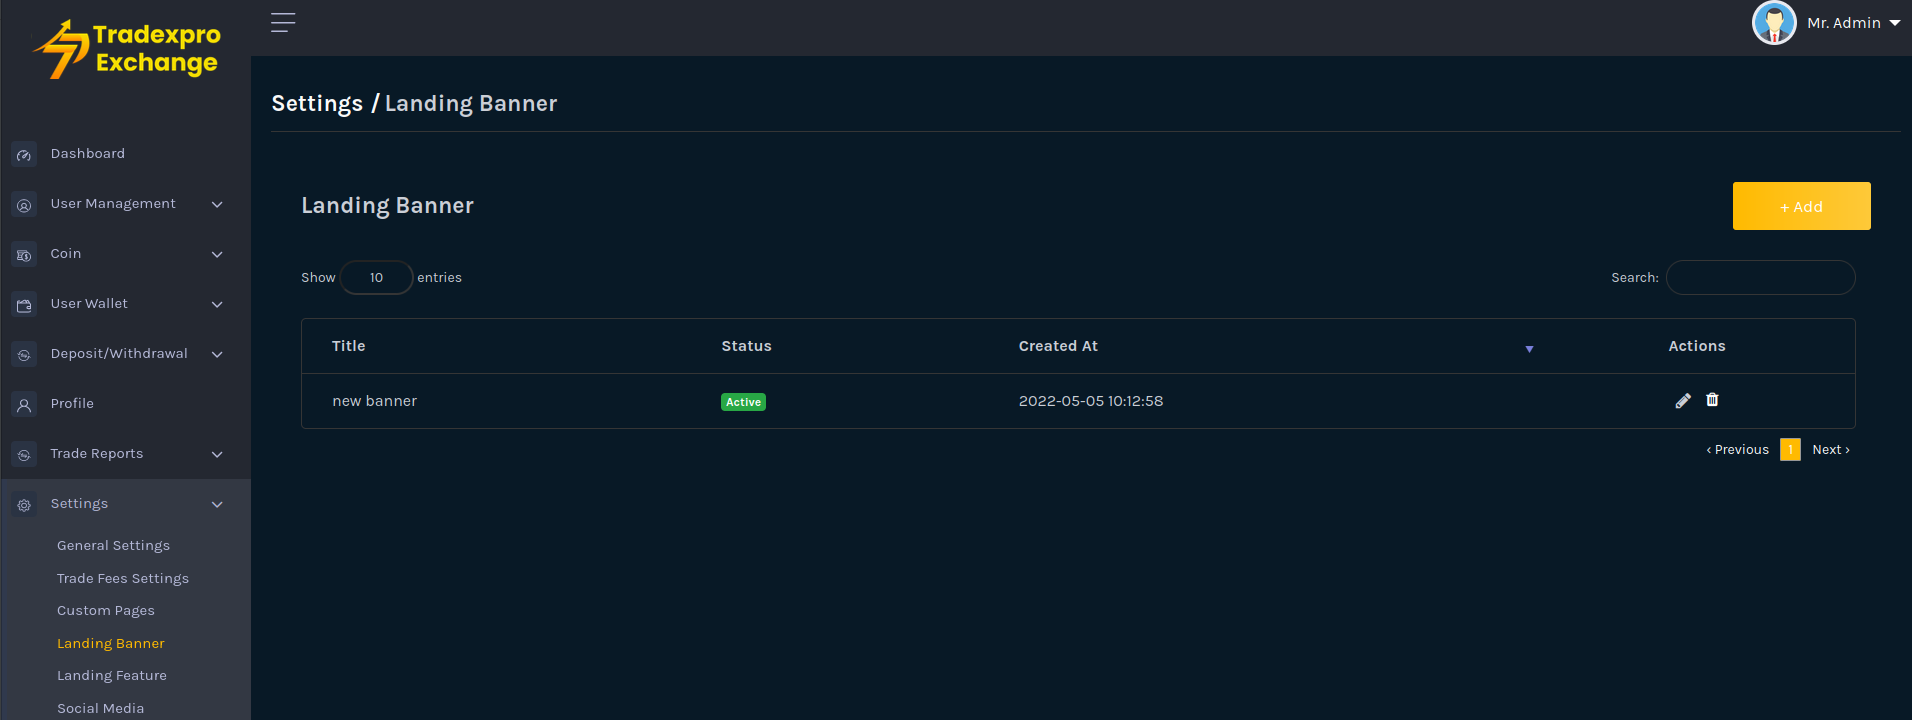 Tradexpro
Exchange
Mr. Admin
Settings / Landing Banner
Dashboard
User Management
Coin
User Wallet
Deposit/Withdrawal
Profile
Trade Reports
Settings
General Settings
Trade Fees Settings
Custom Pages
Landing Banner
Landing Feature
Social Media
Landing Banner
+ Add
Show 10 entries
Search:
Title Status Created At Actions
new banner Active 2022-05-05 10:12:58
‹ Previous 1 Next ›